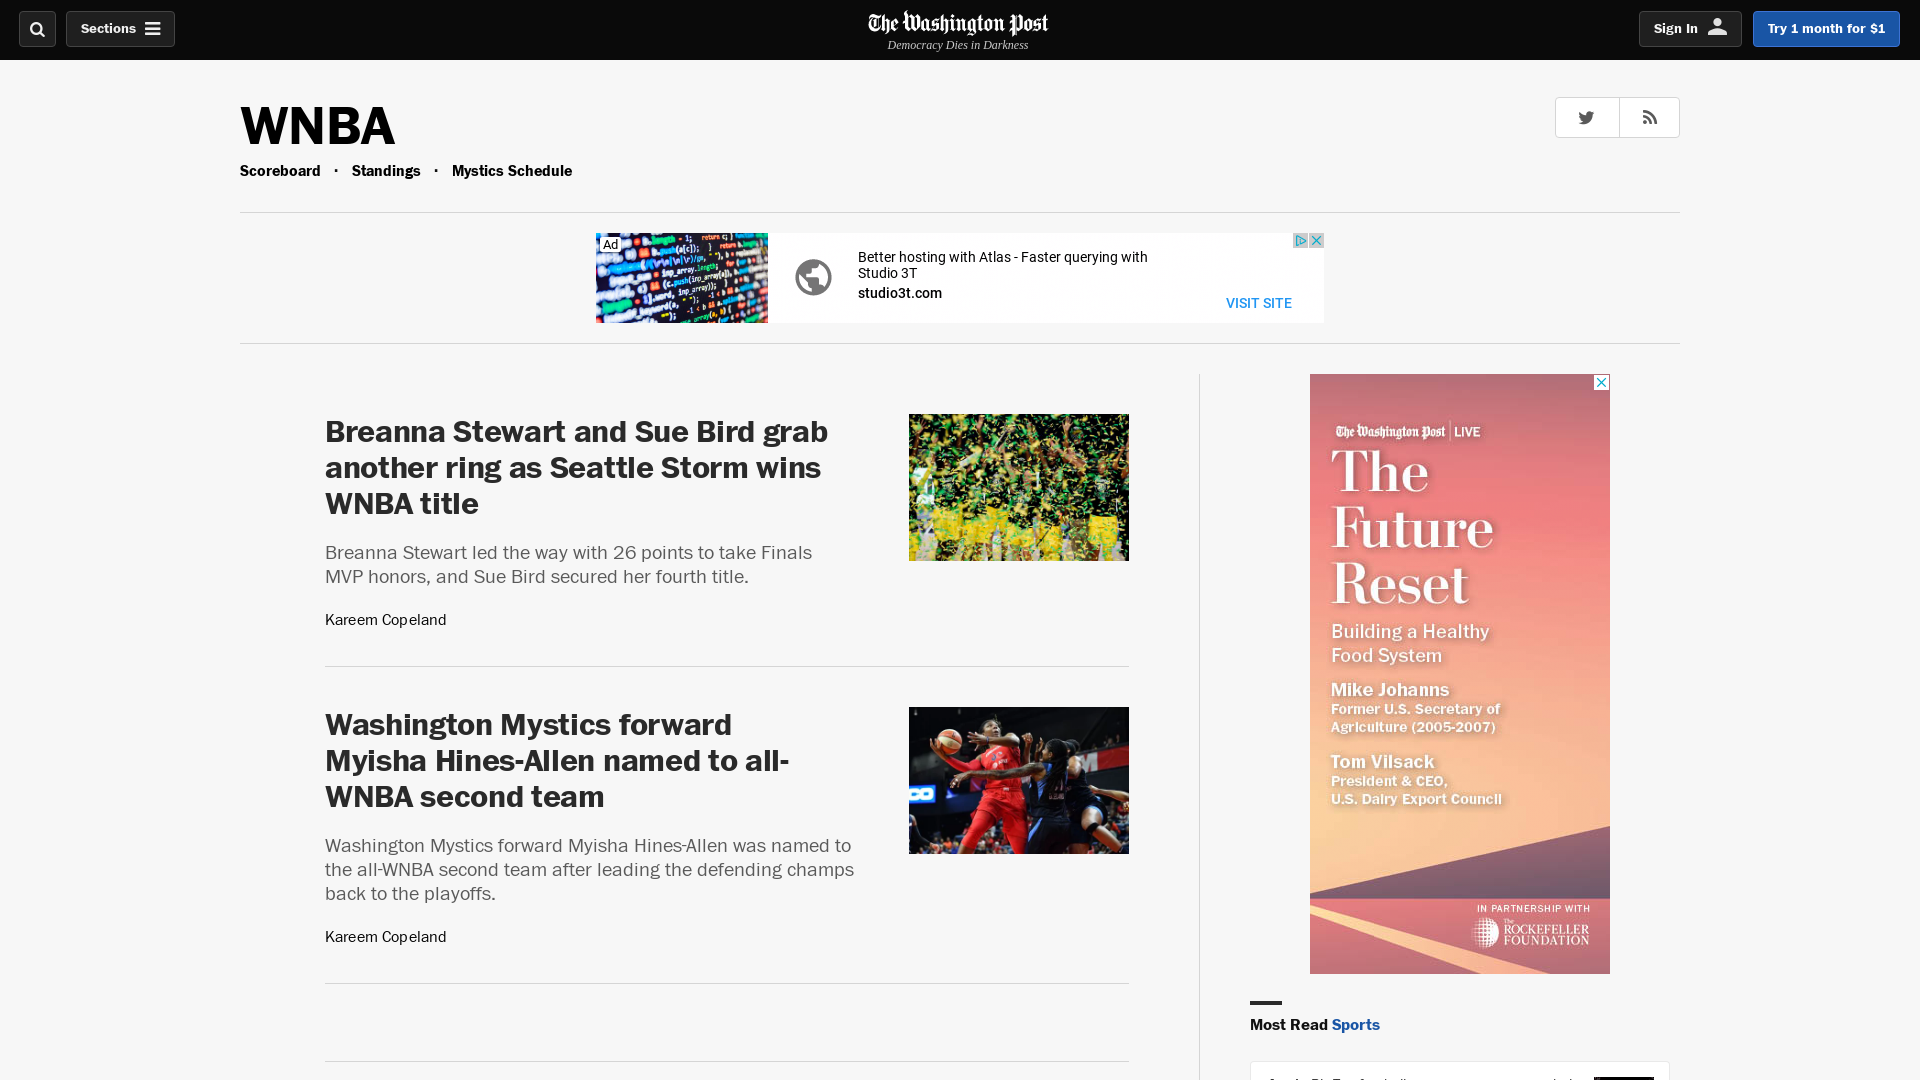 Sections
The Washington Post
Democracy Dies in Darkness
Sign In
Try 1 month for $1
WNBA
Scoreboard · Standings · Mystics Schedule
Ad
Better hosting with Atlas - Faster querying with
Studio 3T
studio3t.com
VISIT SITE
Breanna Stewart and Sue Bird grab
another ring as Seattle Storm wins
WNBA title
Breanna Stewart led the way with 26 points to take Finals
MVP honors, and Sue Bird secured her fourth title.
Kareem Copeland
Washington Mystics forward
Myisha Hines-Allen named to all-
WNBA second team
Washington Mystics forward Myisha Hines-Allen was named to
the all-WNBA second team after leading the defending champs
back to the playoffs.
Kareem Copeland
The Washington Post LIVE
The
Future
Reset
Building a Healthy
Food System
Mike Johanns
Former U.S. Secretary of
Agriculture (2005-2007)
Tom Vilsack
President & CEO,
U.S. Dairy Export Council
IN PARTNERSHIP WITH
The
ROCKEFELLER
FOUNDATION
Most Read Sports